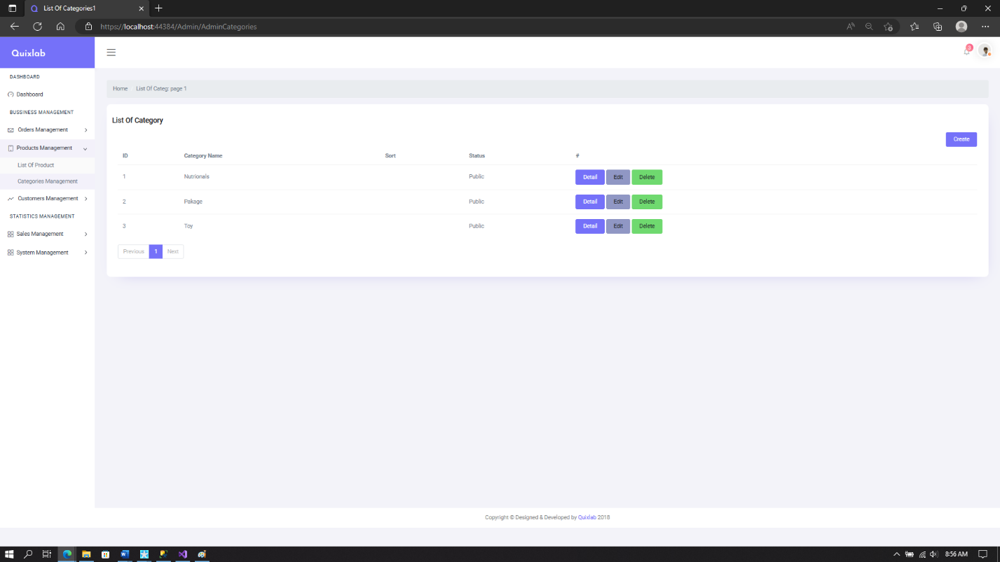 List Of Categories1
https://localhost:44384/Admin/AdminCategories
Quixlab
3
DASHBOARD
Dashboard
BUSSINESS MANAGEMENT
Orders Management
Products Management
List Of Product
Categories Management
Customers Management
STATISTICS MANAGEMENT
Sales Management
System Management
Home List Of Categ: page 1
List Of Category
Create
ID Category Name Sort Status #
1 Nutrionals Public Detail Edit Delete
2 Pakage Public Detail Edit Delete
3 Toy Public Detail Edit Delete
Previous 1 Next
Copyright © Designed & Developed by Quixlab 2018
8:56 AM